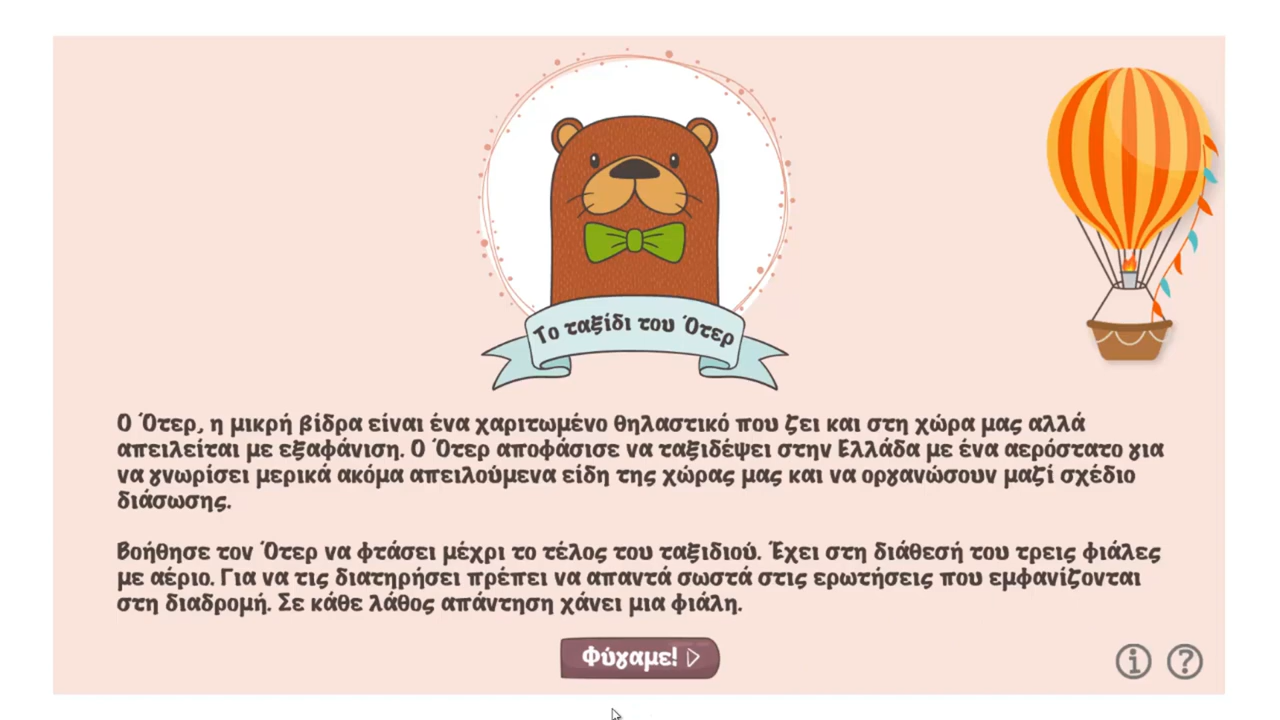 Το ταξίδι του Ότερ
Ο Ότερ, η μικρή βίδρα είναι ένα χαριτωμένο θηλαστικό που ζει και στη χώρα μας αλλά
απειλείται με εξαφάνιση. Ο Ότερ αποφάσισε να ταξιδέψει στην Ελλάδα με ένα αερόστατο για
να γνωρίσει μερικά ακόμα απειλούμενα είδη της χώρας μας και να οργανώσουν μαζί σχέδιο
διάσωσης.
Βοήθησε τον Ότερ να φτάσει μέχρι το τέλος του ταξιδιού. Έχει στη διάθεσή του τρεις φιάλες
με αέριο. Για να τις διατηρήσει πρέπει να απαντά σωστά στις ερωτήσεις που εμφανίζονται
στη διαδρομή. Σε κάθε λάθος απάντηση χάνει μια φιάλη.
Φύγαμε!
i ?